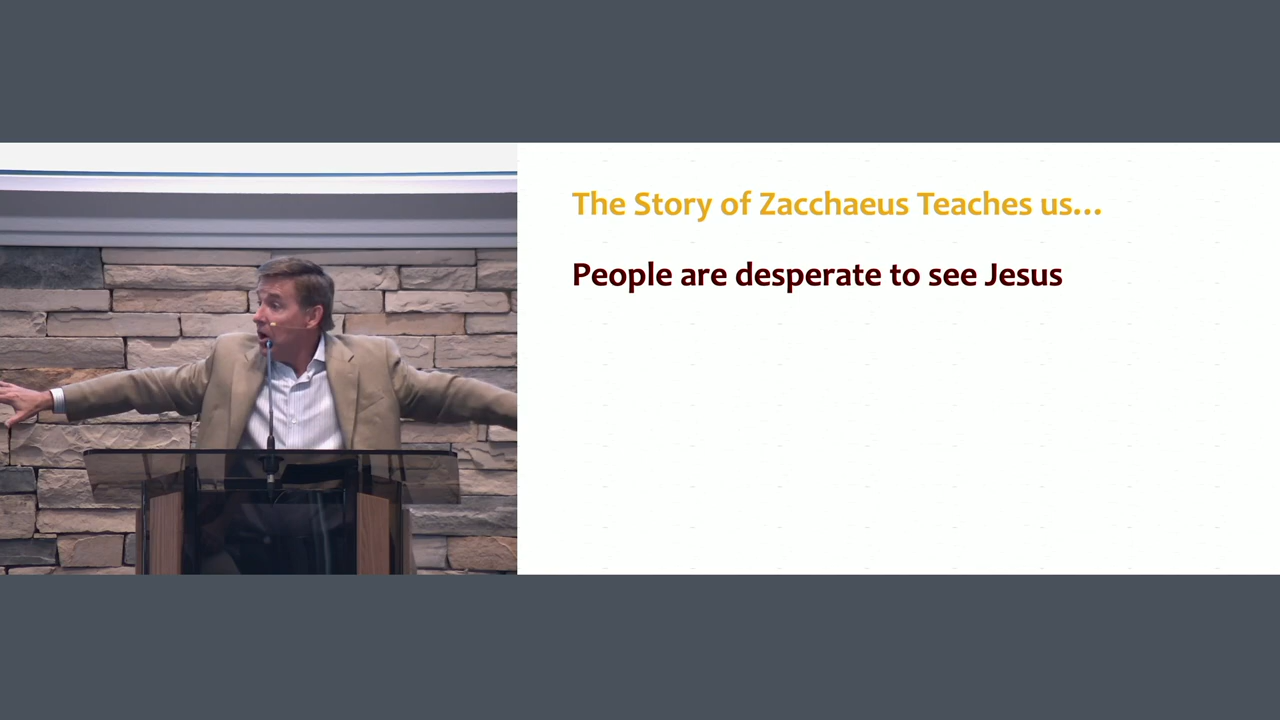 The Story of Zacchaeus Teaches us…
People are desperate to see Jesus